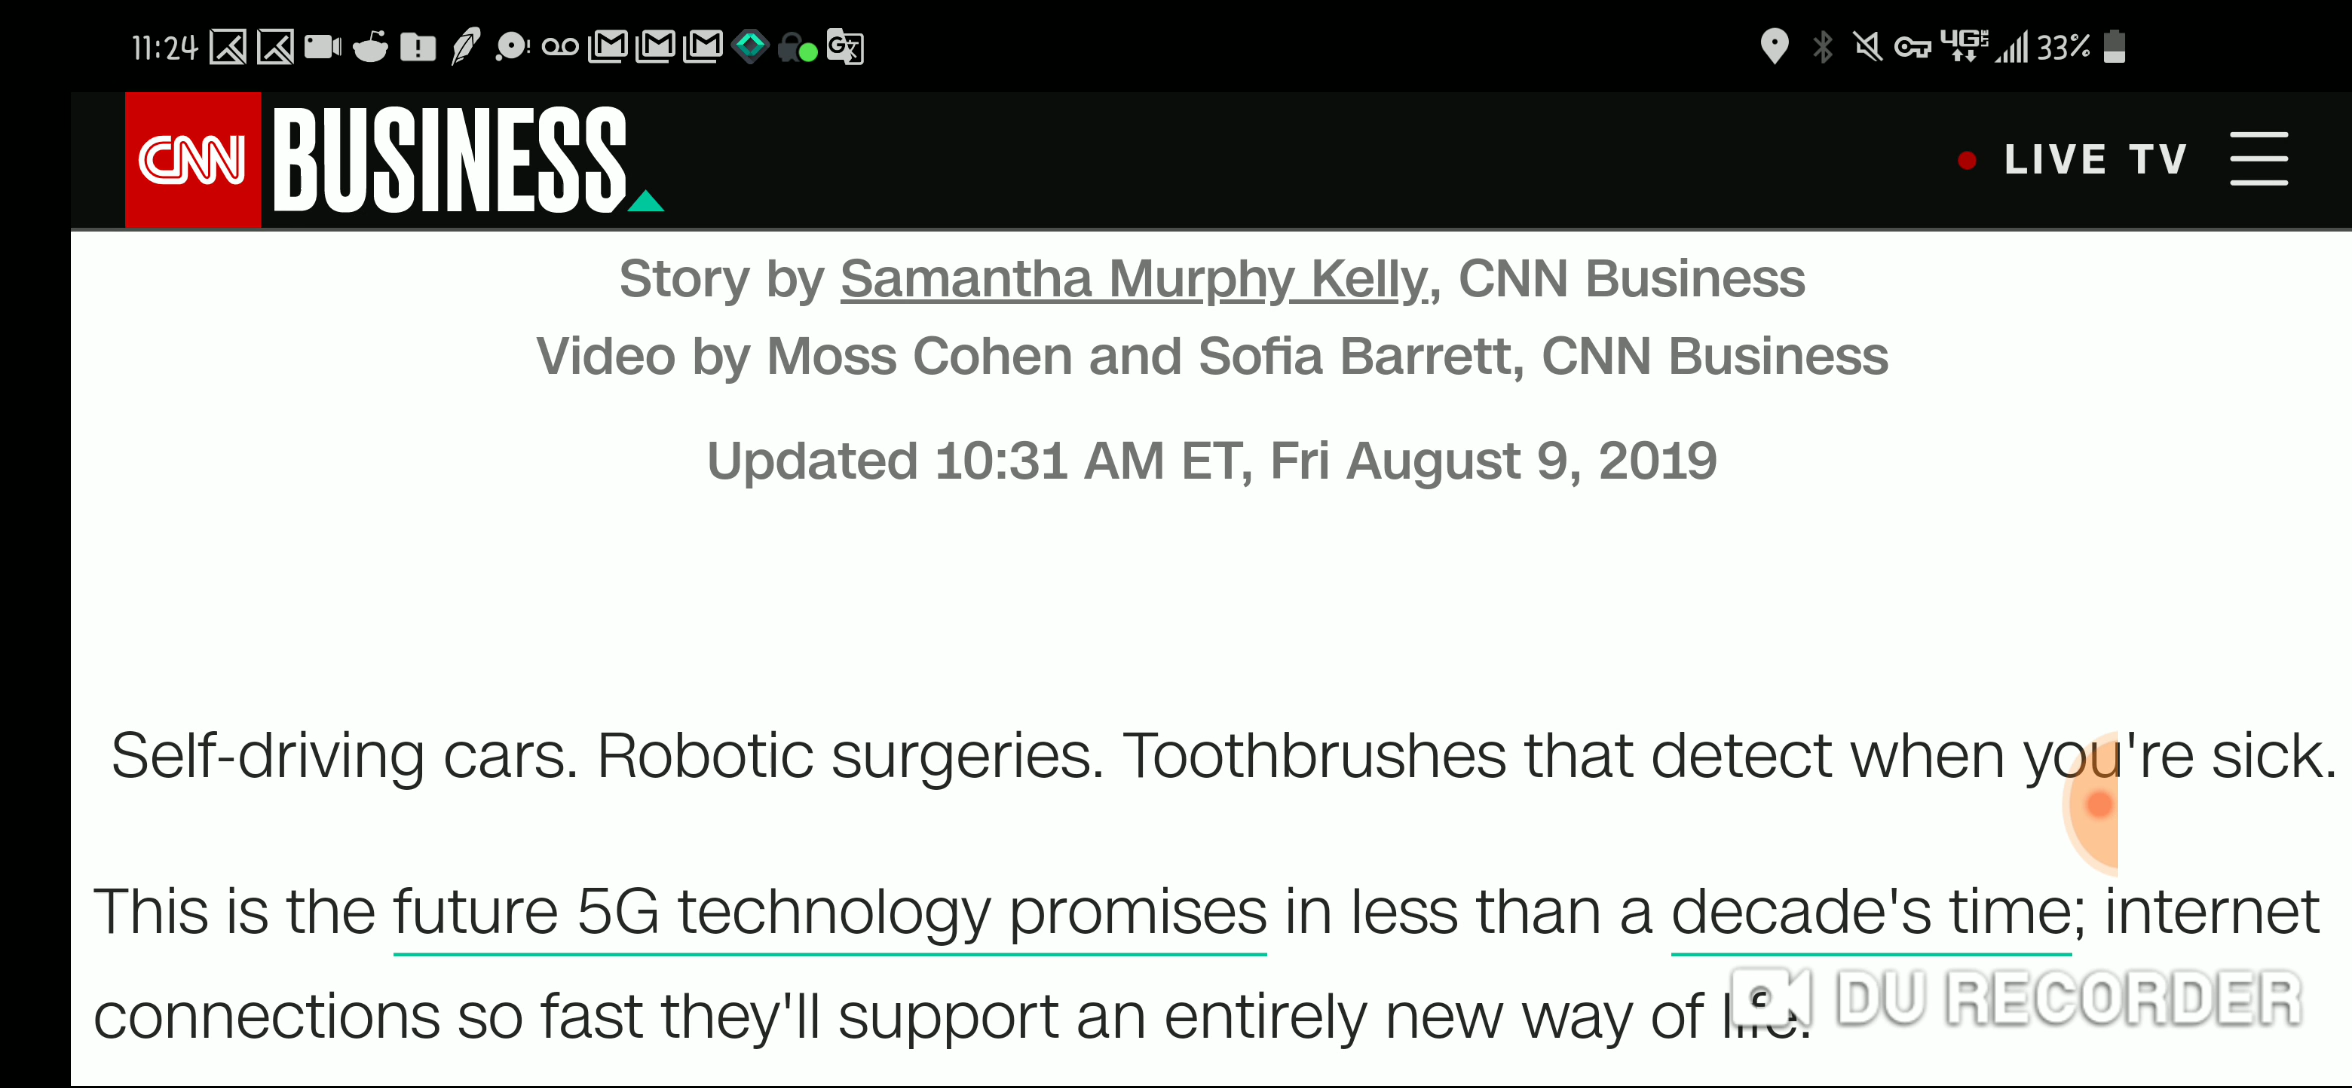 11:24 33%
CNN BUSINESS LIVE TV
Story by Samantha Murphy Kelly, CNN Business
Video by Moss Cohen and Sofia Barrett, CNN Business
Updated 10:31 AM ET, Fri August 9, 2019
Self-driving cars. Robotic surgeries. Toothbrushes that detect when you're sick.
This is the future 5G technology promises in less than a decade's time; internet
connections so fast they'll support an entirely new way of life.
DU RECORDER